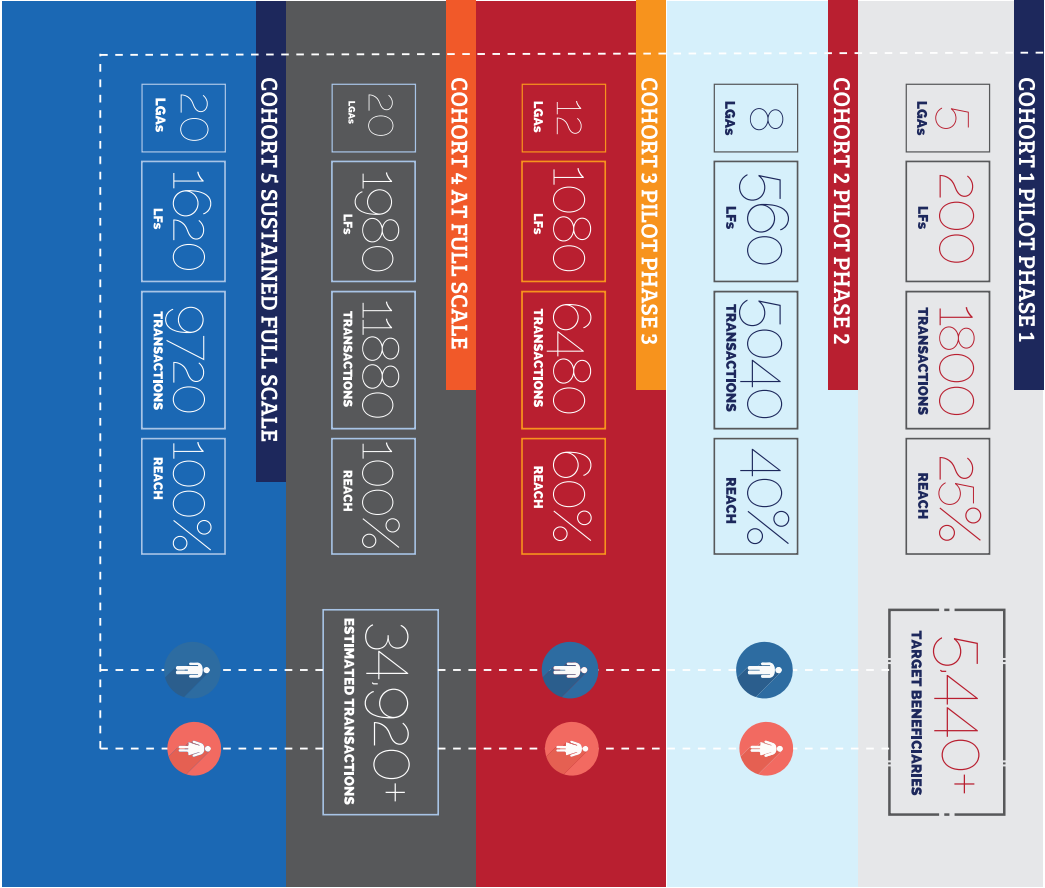 COHORT 1 PILOT PHASE 1
5
LGAs
200
LFs
1800
TRANSACTIONS
25%
REACH
5,440+
TARGET BENEFICIARIES
COHORT 2 PILOT PHASE 2
8
LGAs
560
LFs
5040
TRANSACTIONS
40%
REACH
COHORT 3 PILOT PHASE 3
12
LGAs
1080
LFs
6480
TRANSACTIONS
60%
REACH
COHORT 4 AT FULL SCALE
20
LGAs
1980
LFs
11880
TRANSACTIONS
100%
REACH
34,920+
ESTIMATED TRANSACTIONS
COHORT 5 SUSTAINED FULL SCALE
20
LGAs
1620
LFs
9720
TRANSACTIONS
100%
REACH